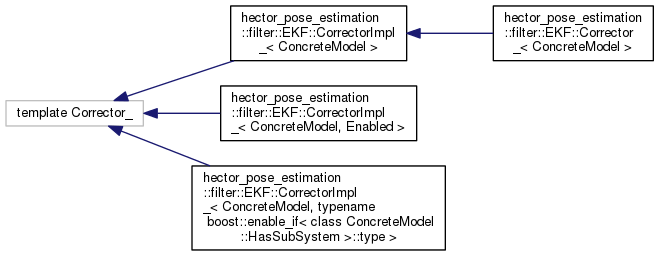 template Corrector_
hector_pose_estimation
::filter::EKF::CorrectorImpl
_< ConcreteModel >
hector_pose_estimation
::filter::EKF::Corrector
_< ConcreteModel >
hector_pose_estimation
::filter::EKF::CorrectorImpl
_< ConcreteModel, Enabled >
hector_pose_estimation
::filter::EKF::CorrectorImpl
_< ConcreteModel, typename
boost::enable_if< class ConcreteModel
::HasSubSystem >::type >